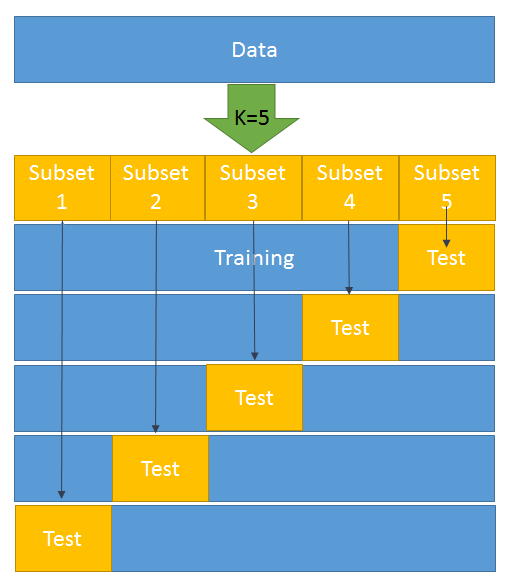 Data
K=5
Subset 1
Subset 2
Subset 3
Subset 4
Subset 5
Training
Test
Test
Test
Test
Test